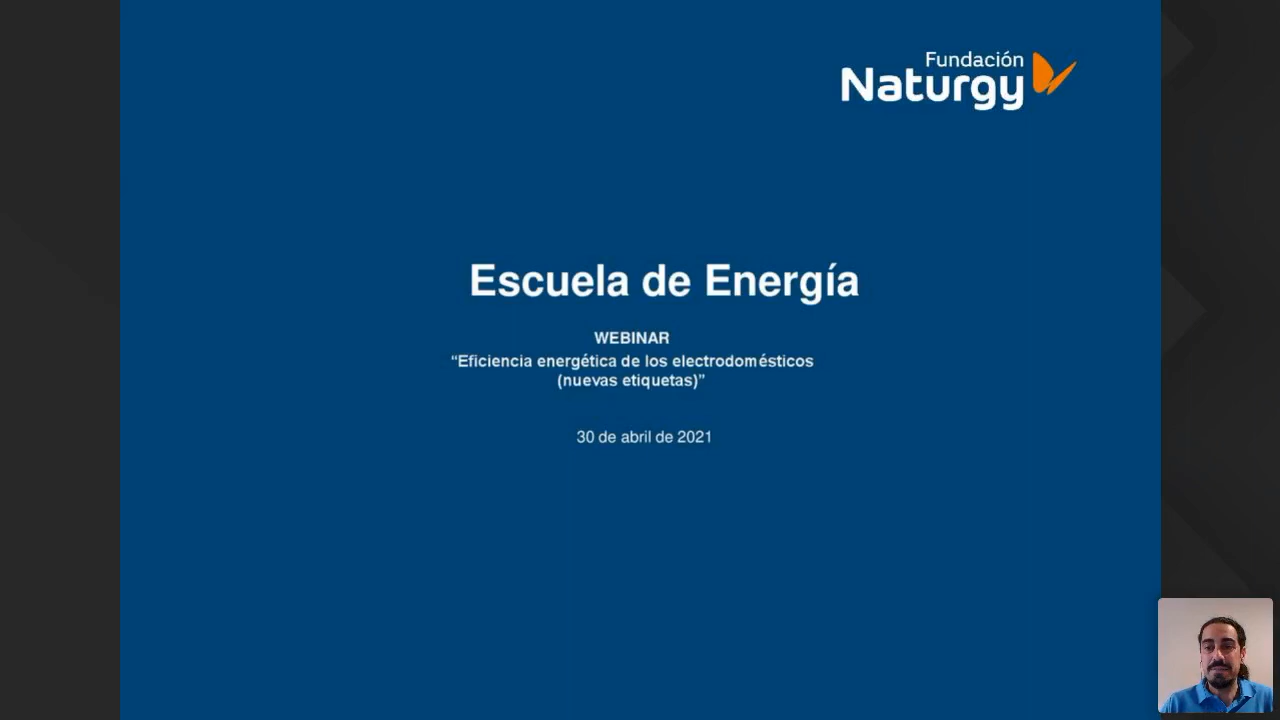 Fundación
Naturgy
Escuela de Energía
WEBINAR
“Eficiencia energética de los electrodomésticos
(nuevas etiquetas)”
30 de abril de 2021